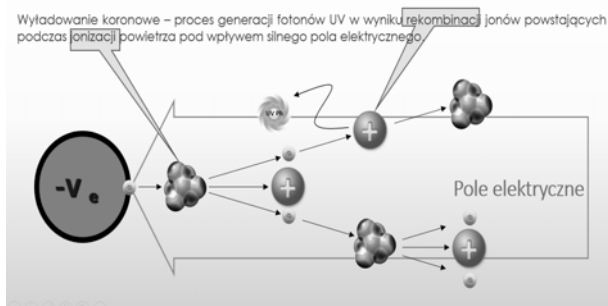 Wyładowanie koronowe – proces generacji fotonów UV w wyniku rekombinacji jonów powstających
podczas jonizacji powietrza pod wpływem silnego pola elektrycznego.
-V e
+
+
+
Pole elektryczne